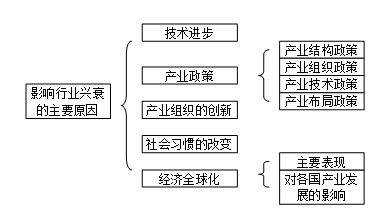 影响行业兴衰
的主要原因
技术进步
产业政策
产业组织的创新
社会习惯的改变
经济全球化
产业结构政策
产业组织政策
产业技术政策
产业布局政策
主要表现
对各国产业发
展的影响